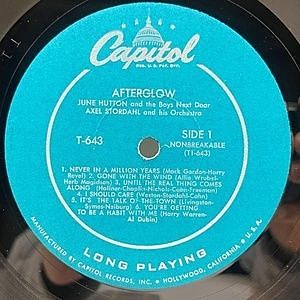 Capitol
REG. U.S. PAT. OFF.
AFTERGLOW
JUNE HUTTON and the Boys Next Door
AXEL STORDAHL and his Orchestra
T-643
SIDE 1
NONBREAKABLE
(T1-643)
1. NEVER IN A MILLION YEARS (Mack Gordon-Harry
Revel) 2. GONE WITH THE WIND (Allie Wrubel-
Herb Magidson) 3. UNTIL THE REAL THING COMES
ALONG (Holiner-Chaplin-Nichols-Cahn-Freeman)
4. I SHOULD CARE (Weston-Stordahl-Cahn)
5. IT'S THE TALK OF THE TOWN (Livingston-
Symes-Neiburg) 6. YOU'RE GETTING
TO BE A HABIT WITH ME (Harry Warren-
Al Dubin)
LONG PLAYING
MANUFACTURED BY CAPITOL RECORDS, INC. • HOLLYWOOD, CALIFORNIA • U.S.A.